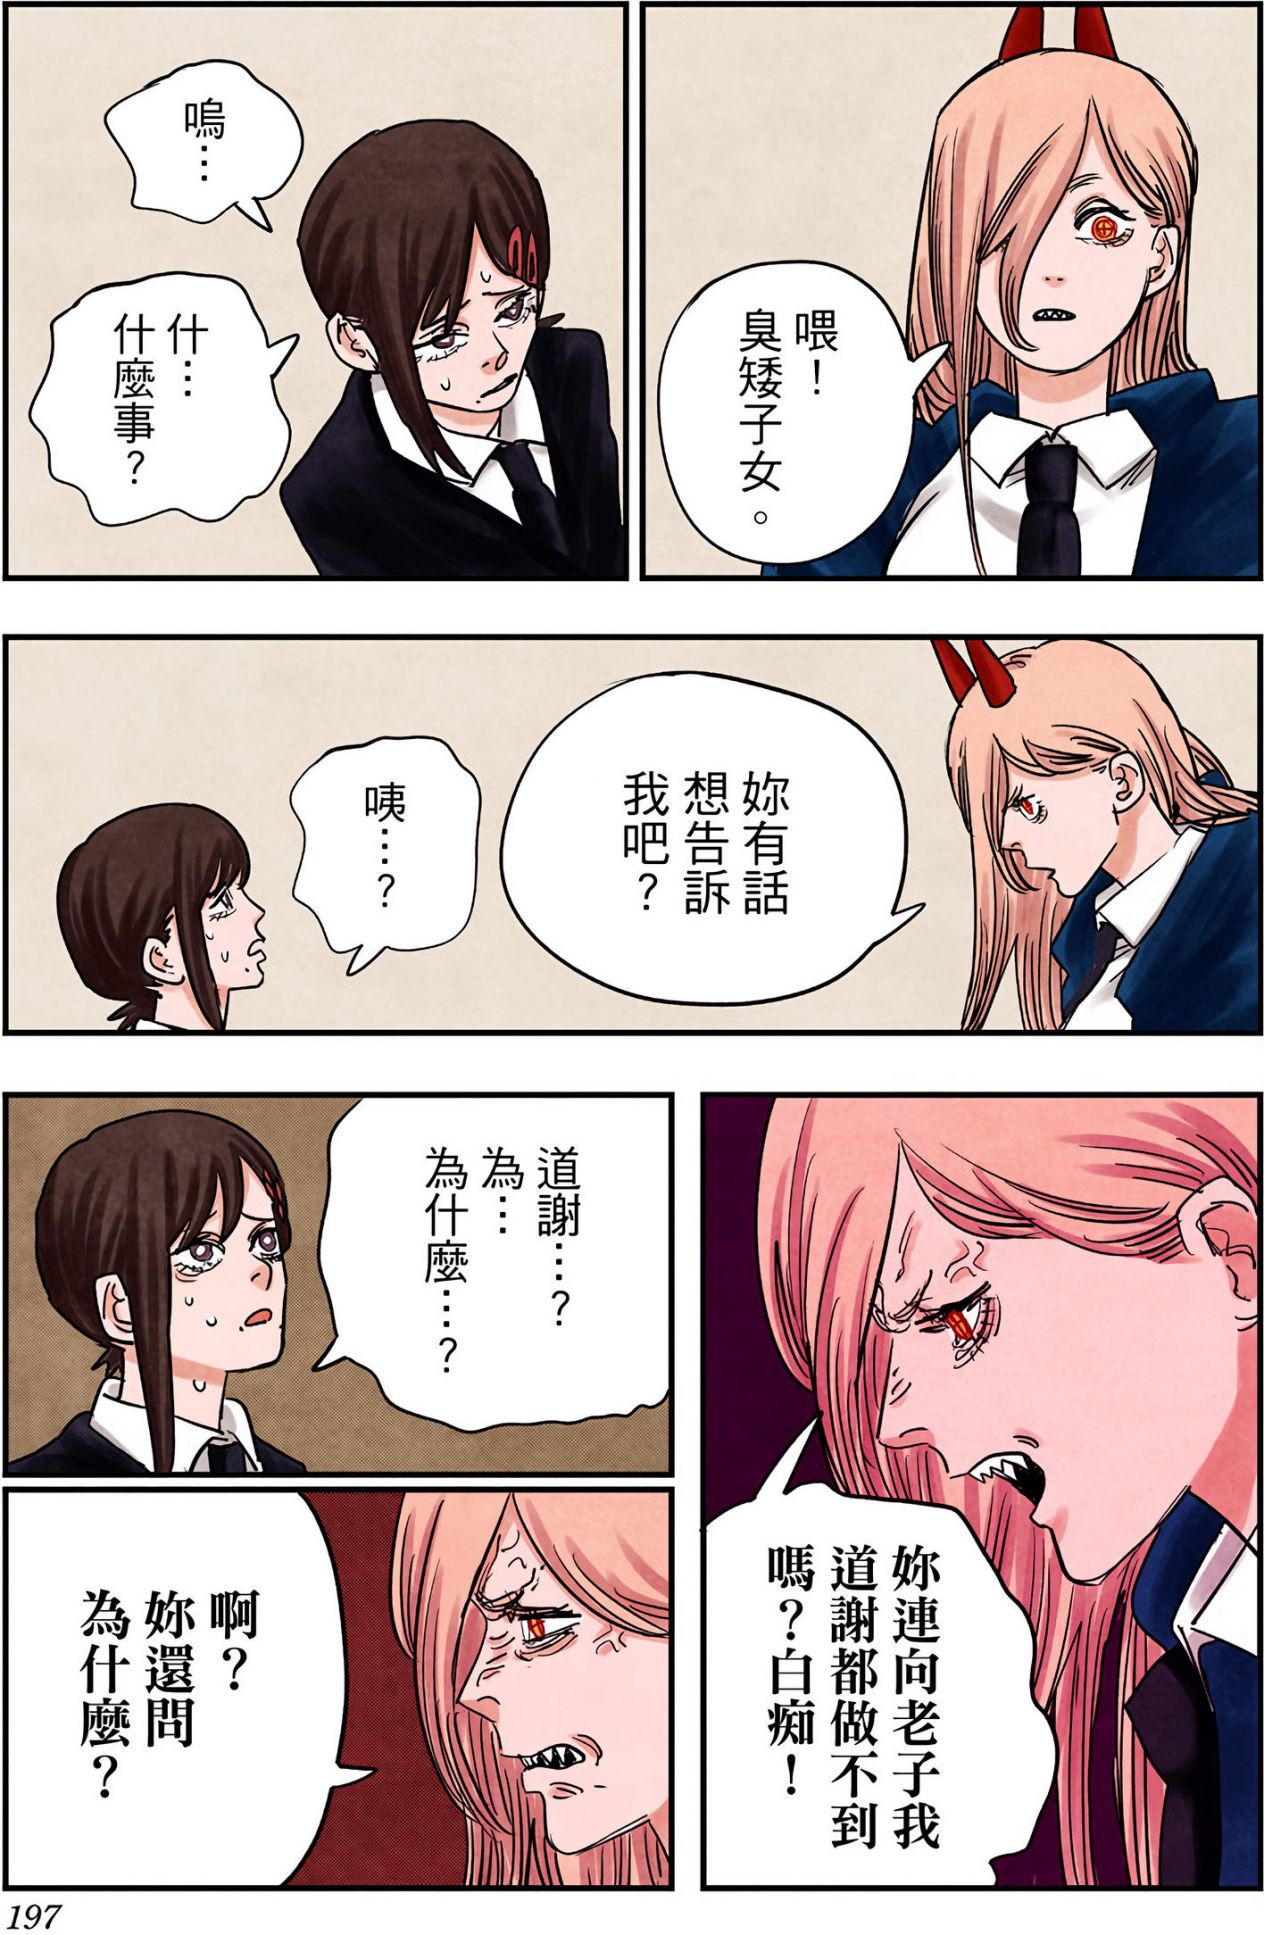 喂！
臭矮子女。
嗚…
什…
什麼事？
妳有話
想告訴
我吧？
咦…？
妳連向老子我
道謝都做不到
嗎？白痴！
道謝…？
為…
為什麼…？
啊？
妳還問
為什麼？
197